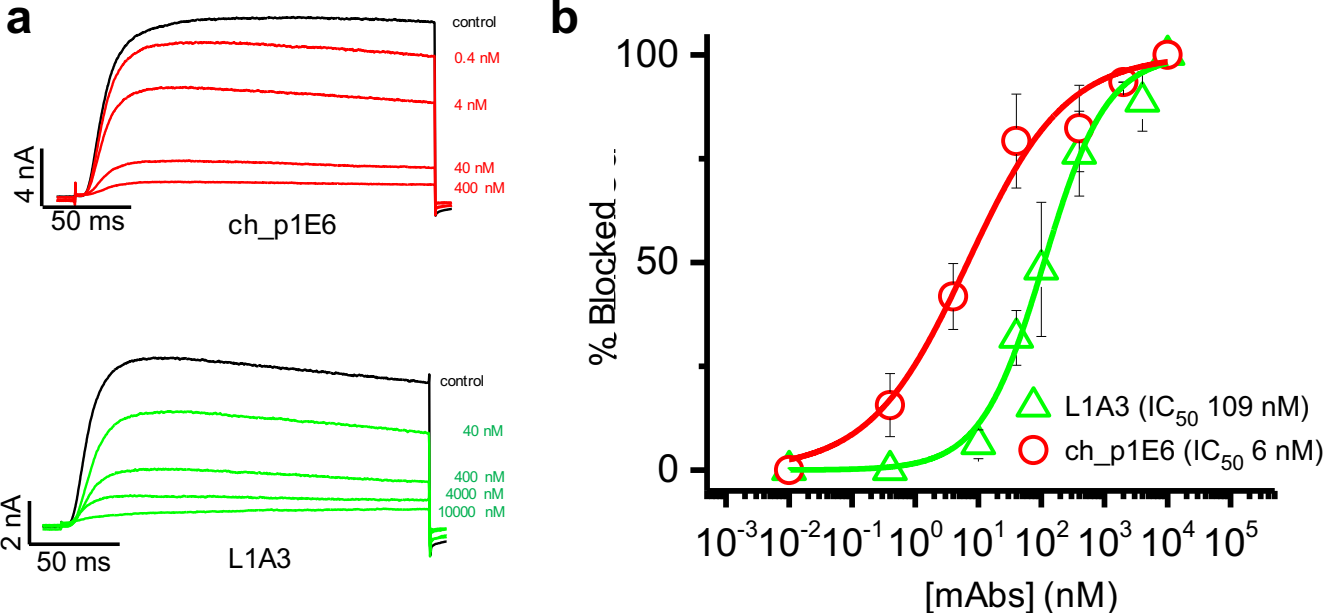 a
control
0.4 nM
4 nM
40 nM
400 nM
4 nA
50 ms
ch_p1E6
control
40 nM
400 nM
4000 nM
10000 nM
2 nA
50 ms
L1A3
b
100
50
0
% Blocked
L1A3 (IC₅₀ 109 nM)
ch_p1E6 (IC₅₀ 6 nM)
10⁻³ 10⁻² 10⁻¹ 10⁰ 10¹ 10² 10³ 10⁴ 10⁵
[mAbs] (nM)